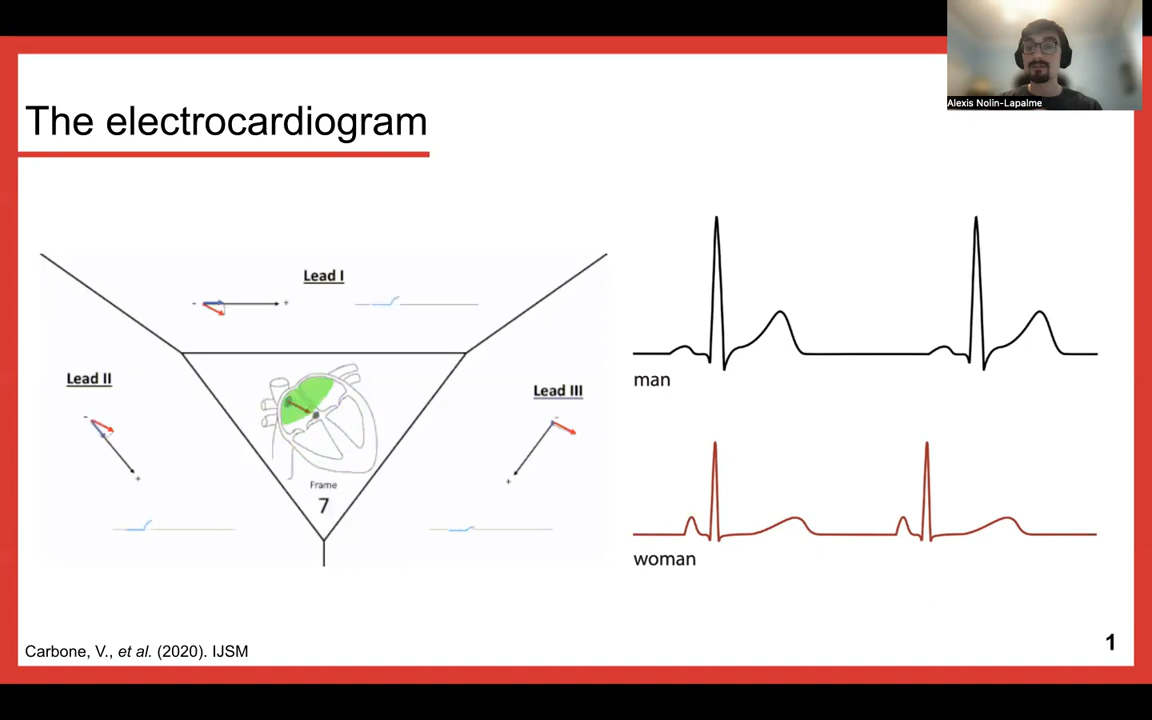 Alexis Nolin-Lapalme
The electrocardiogram
Lead I
- +
Lead II
- +
Lead III
- +
Frame
7
man
woman
Carbone, V., et al. (2020). IJSM
1